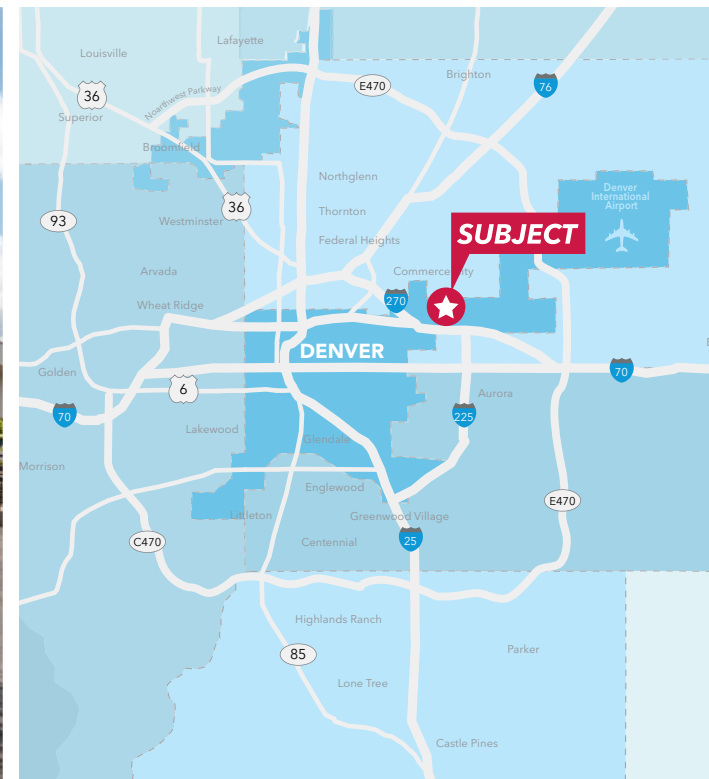 Lafayette
Louisville
Brighton
E470
76
36
Noarthwest Parkway
Superior
Broomfield
Northglenn
Denver
International
Airport
36
Thornton
93
Westminster
SUBJECT
Federal Heights
Arvada
Commerce City
270
Wheat Ridge
DENVER
Golden
70
6
Aurora
70
225
Lakewood
Glendale
Morrison
Englewood
E470
Littleton
Greenwood Village
C470
Centennial
25
Highlands Ranch
Parker
85
Lone Tree
Castle Pines